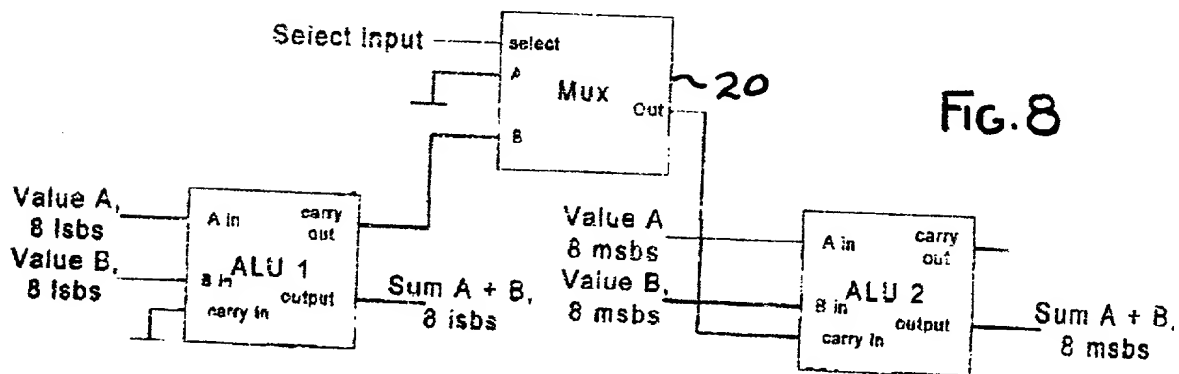 Select Input
select
A
Mux
Out
B
20
FIG. 8
Value A,
8 lsbs
Value B,
8 lsbs
A in
carry
out
B in
ALU 1
output
carry in
Sum A + B,
8 lsbs
Value A
8 msbs
Value B,
8 msbs
A in
carry
out
B in
ALU 2
output
carry in
Sum A + B,
8 msbs